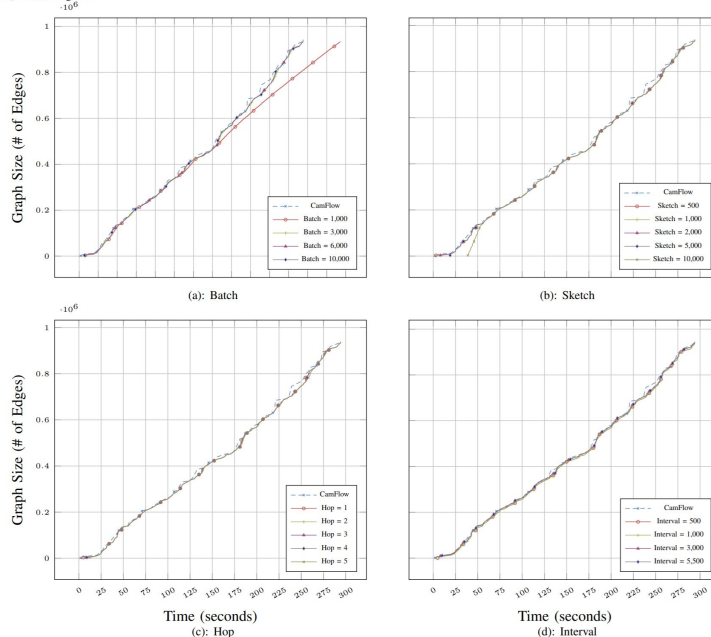 ·10^6
1
0.8
0.6
0.4
0.2
0
Graph Size (# of Edges)
CamFlow
Batch = 1,000
Batch = 3,000
Batch = 6,000
Batch = 10,000
(a): Batch
CamFlow
Sketch = 500
Sketch = 1,000
Sketch = 2,000
Sketch = 5,000
Sketch = 10,000
(b): Sketch
·10^6
1
0.8
0.6
0.4
0.2
0
Graph Size (# of Edges)
CamFlow
Hop = 1
Hop = 2
Hop = 3
Hop = 4
Hop = 5
0 25 50 75 100 125 150 175 200 225 250 275 300
Time (seconds)
(c): Hop
CamFlow
Interval = 500
Interval = 1,000
Interval = 3,000
Interval = 5,500
0 25 50 75 100 125 150 175 200 225 250 275 300
Time (seconds)
(d): Interval